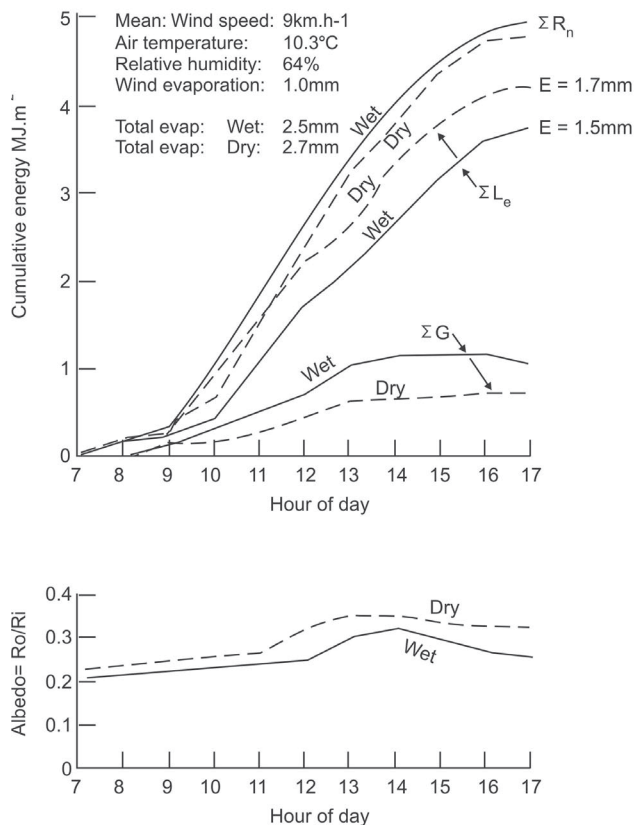 5
4
3
2
1
0
Cumulative energy MJ.m⁻
Mean: Wind speed: 9km.h-1
Air temperature: 10.3ºC
Relative humidity: 64%
Wind evaporation: 1.0mm
Total evap: Wet: 2.5mm
Total evap: Dry: 2.7mm
ΣRn
E = 1.7mm
E = 1.5mm
ΣLe
ΣG
Wet
Dry
Dry
Wet
Wet
Dry
7 8 9 10 11 12 13 14 15 16 17
Hour of day
0.4
0.3
0.2
0.1
0
Albedo= Ro/Ri
Dry
Wet
7 8 9 10 11 12 13 14 15 16 17
Hour of day